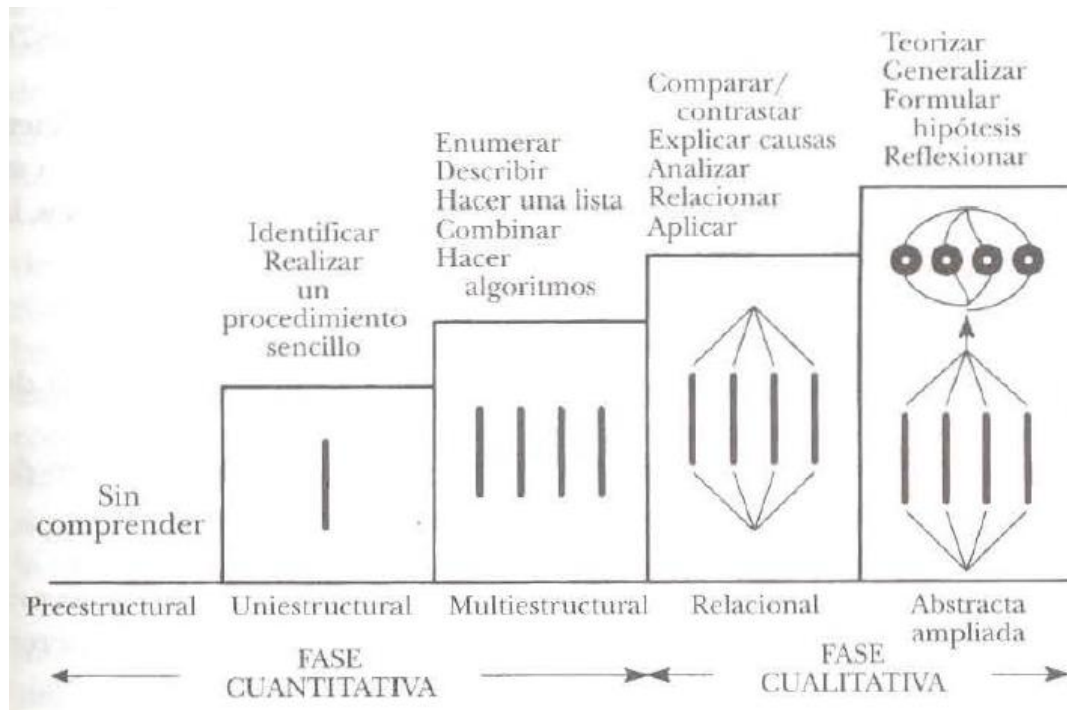 Sin
comprender
Identificar
Realizar
un
procedimiento
sencillo
Enumerar
Describir
Hacer una lista
Combinar
Hacer
algoritmos
Comparar/
contrastar
Explicar causas
Analizar
Relacionar
Aplicar
Teorizar
Generalizar
Formular
hipótesis
Reflexionar
Preestructural
Uniestructural
Multiestructural
Relacional
Abstracta
ampliada
FASE
CUANTITATIVA
FASE
CUALITATIVA